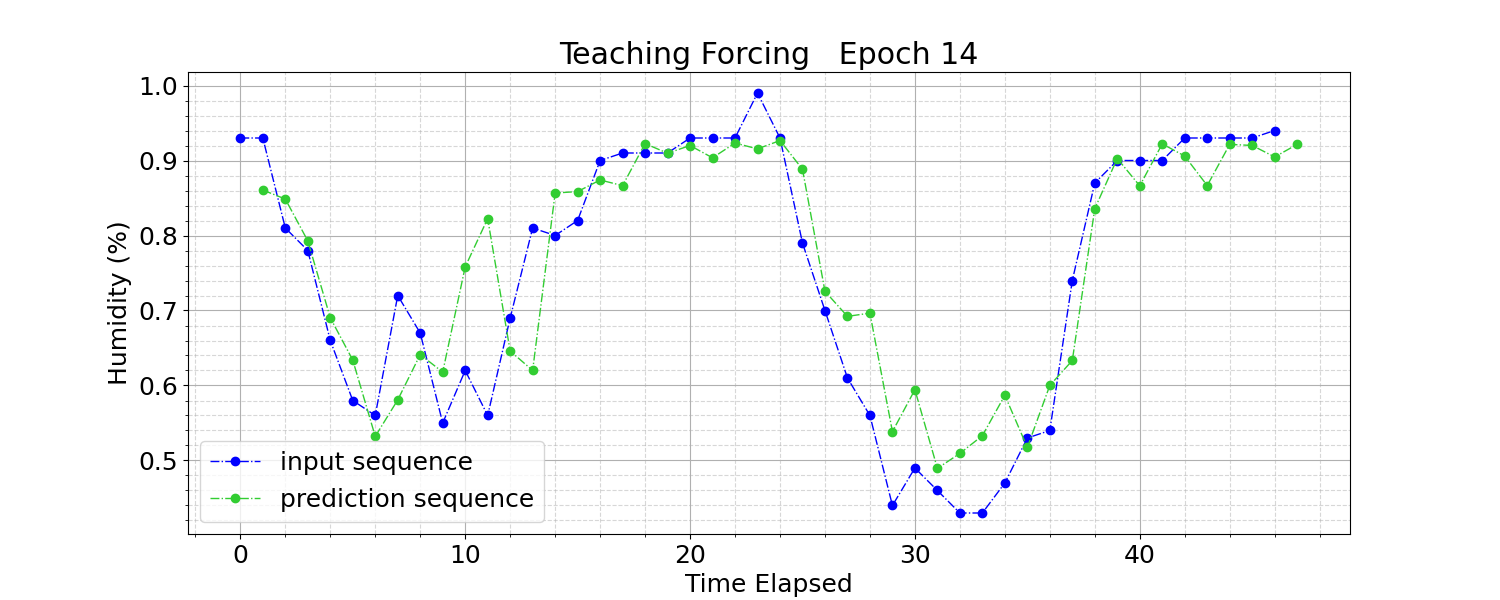 Teaching Forcing   Epoch 14
1.0
0.9
0.8
0.7
0.6
0.5
Humidity (%)
input sequence
prediction sequence
0 10 20 30 40
Time Elapsed